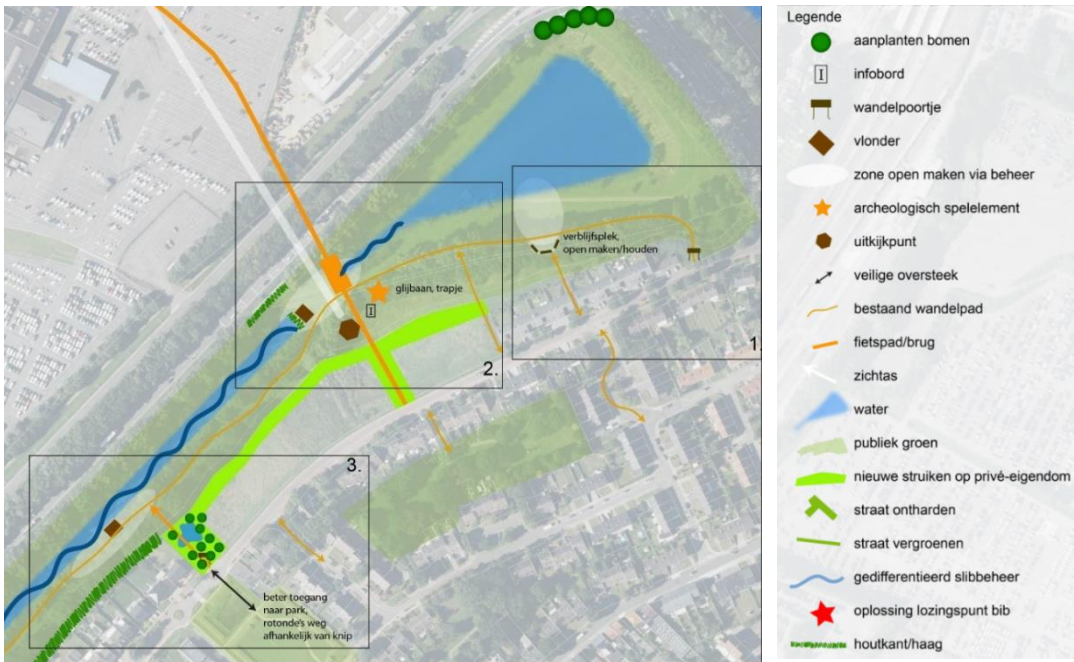 verblijfsplek,
open maken/houden
glijbaan, trapje
I
1.
2.
3.
beter toegang
naar park,
rotonde's weg
afhankelijk van knip
Legende
aanplanten bomen
I infobord
wandelpoortje
vlonder
zone open maken via beheer
archeologisch spelelement
uitkijkpunt
veilige oversteek
bestaand wandelpad
fietspad/brug
zichtas
water
publiek groen
nieuwe struiken op privé-eigendom
straat ontharden
straat vergroenen
gedifferentieerd slibbeheer
oplossing lozingspunt bib
houtkant/haag